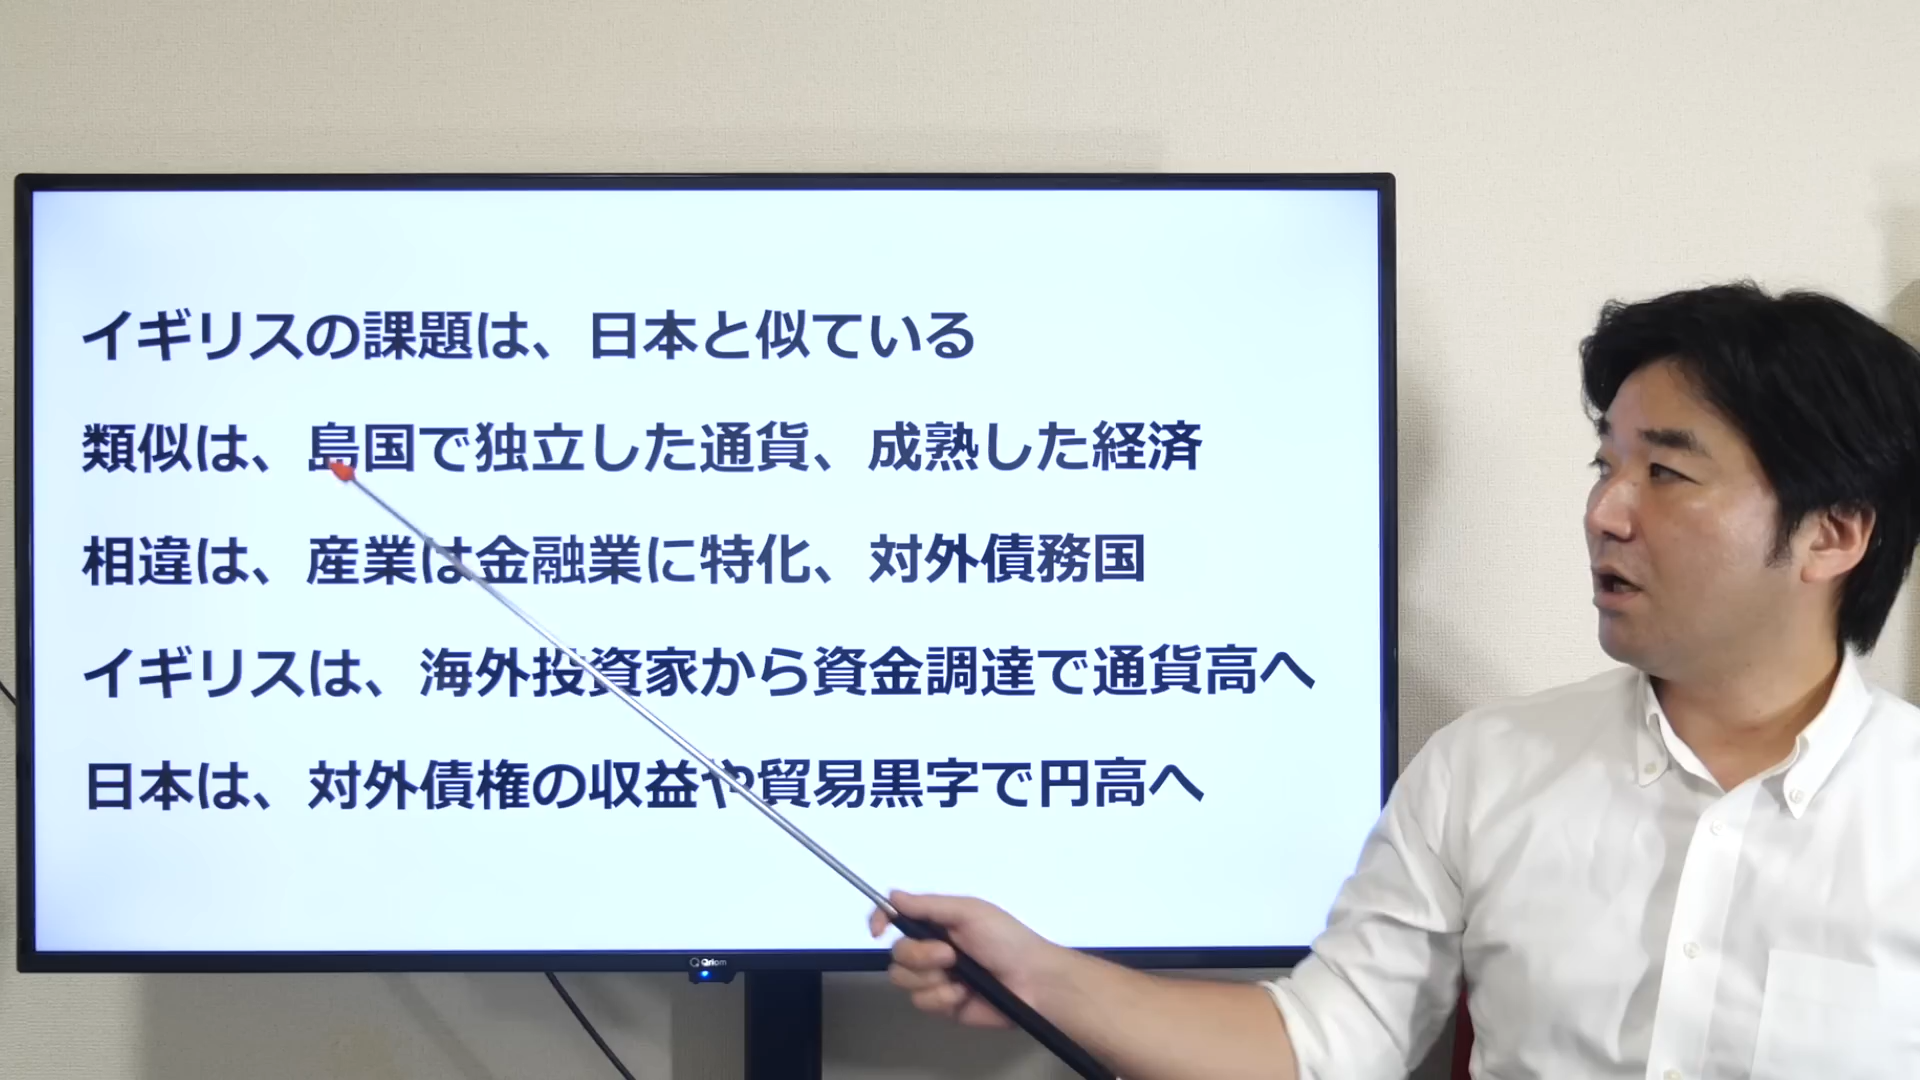 イギリスの課題は、日本と似ている
類似は、島国で独立した通貨、成熟した経済
相違は、産業は金融業に特化、対外債務国
イギリスは、海外投資家から資金調達で通貨高へ
日本は、対外債権の収益や貿易黒字で円高へ
Qriom